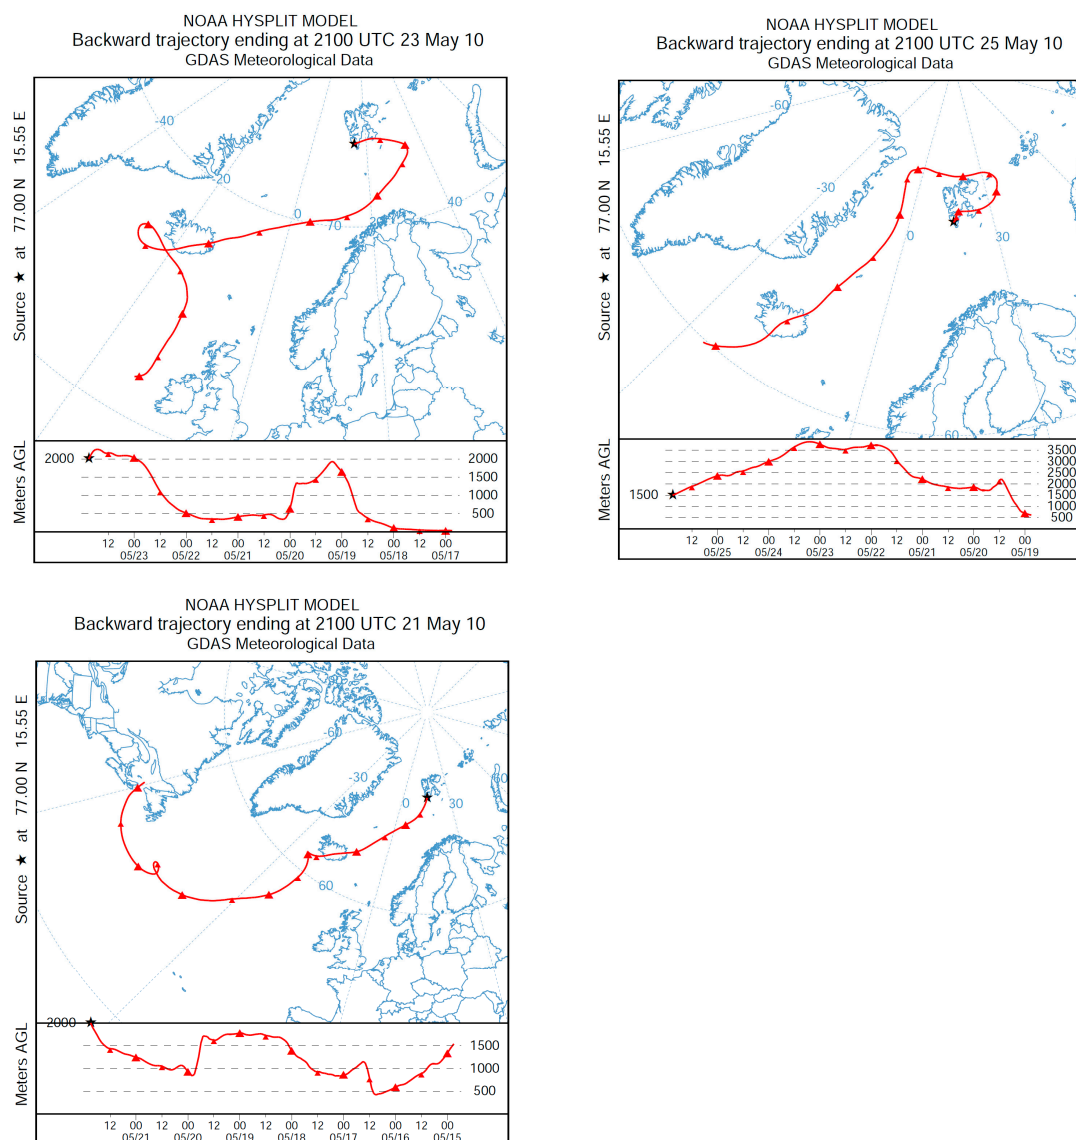 NOAA HYSPLIT MODEL
Backward trajectory ending at 2100 UTC 23 May 10
GDAS Meteorological Data
Source ★ at 77.00 N 15.55 E
-40
-20
0
70
40
Meters AGL
2000
2000
1500
1000
500
12 00 12 00 12 00 12 00 12 00 12 00 12 00
05/23 05/22 05/21 05/20 05/19 05/18 05/17
NOAA HYSPLIT MODEL
Backward trajectory ending at 2100 UTC 25 May 10
GDAS Meteorological Data
Source ★ at 77.00 N 15.55 E
-60
-30
0
30
60
Meters AGL
1500
3500
3000
2500
2000
1500
1000
500
12 00 12 00 12 00 12 00 12 00 12 00 12 00
05/25 05/24 05/23 05/22 05/21 05/20 05/19
NOAA HYSPLIT MODEL
Backward trajectory ending at 2100 UTC 21 May 10
GDAS Meteorological Data
Source ★ at 77.00 N 15.55 E
-60
-30
0
30
60
60
Meters AGL
2000
1500
1000
500
12 00 12 00 12 00 12 00 12 00 12 00 12 00
05/21 05/20 05/19 05/18 05/17 05/16 05/15